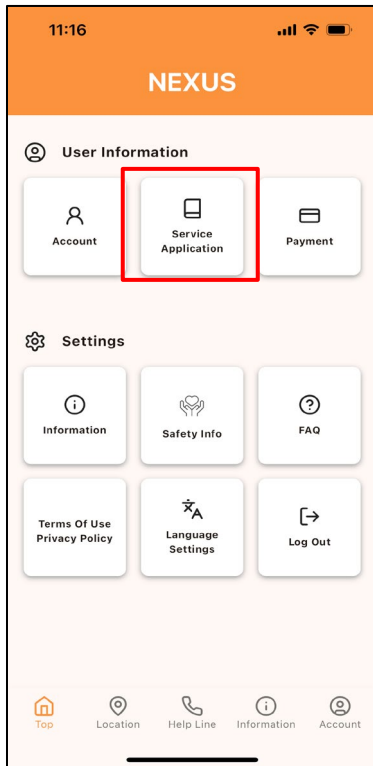 11:16
NEXUS
User Information
Account
Service
Application
Payment
Settings
Information
Safety Info
FAQ
Terms Of Use
Privacy Policy
Language
Settings
Log Out
Top
Location
Help Line
Information
Account